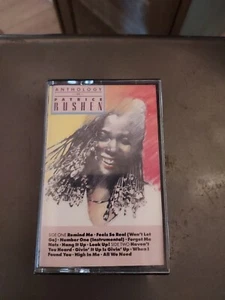 ANTHOLOGY
OF
PATRICE
RUSHEN
SIDE ONE Remind Me · Feels So Real (Won't Let
Go) · Number One (Instrumental) · Forget Me
Nots · Hang It Up · Look Up! SIDE TWO Haven't
You Heard · Givin' It Up Is Givin' Up · When I
Found You · High In Me · All We Need